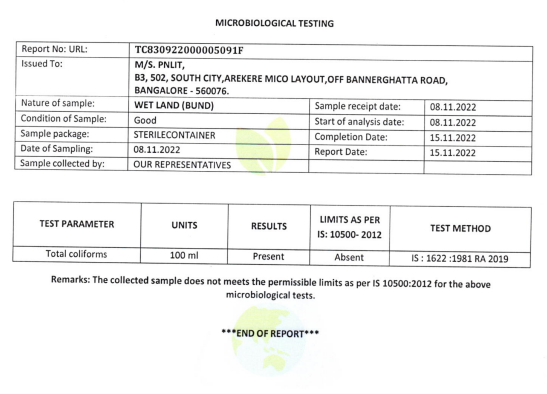 MICROBIOLOGICAL TESTING
Report No: URL: TC830922000005091F
Issued To: M/S. PNLIT,
B3, 502, SOUTH CITY,AREKERE MICO LAYOUT,OFF BANNERGHATTA ROAD,
BANGALORE - 560076.
Nature of sample: WET LAND (BUND) Sample receipt date: 08.11.2022
Condition of Sample: Good Start of analysis date: 08.11.2022
Sample package: STERILECONTAINER Completion Date: 15.11.2022
Date of Sampling: 08.11.2022 Report Date: 15.11.2022
Sample collected by: OUR REPRESENTATIVES
TEST PARAMETER UNITS RESULTS LIMITS AS PER IS: 10500- 2012 TEST METHOD
Total coliforms 100 ml Present Absent IS : 1622 :1981 RA 2019
Remarks: The collected sample does not meets the permissible limits as per IS 10500:2012 for the above
microbiological tests.
***END OF REPORT***